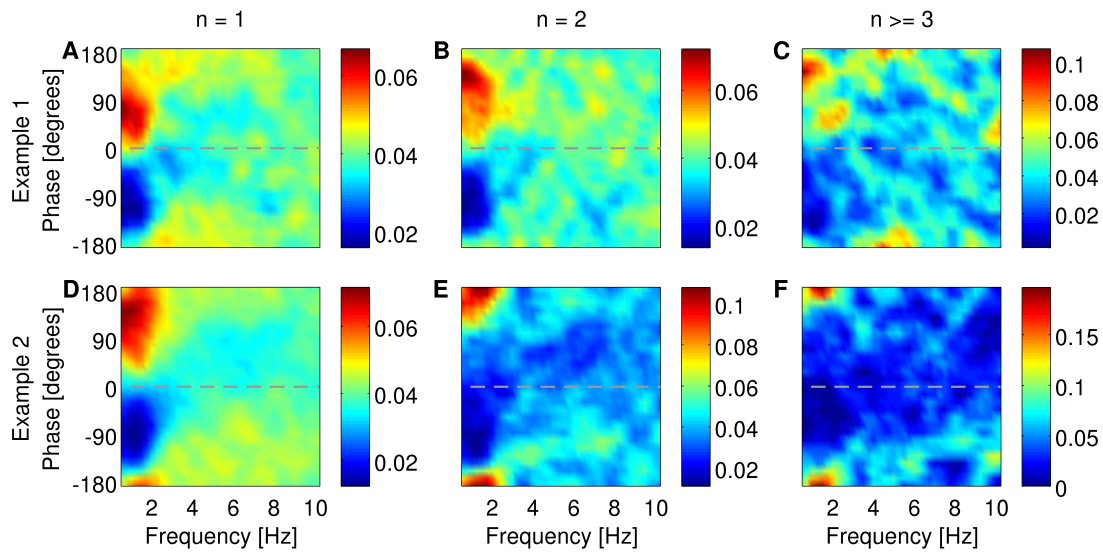 n = 1 n = 2 n >= 3
Example 1
Phase [degrees]
A 180 90 0 -90 -180 0.06 0.04 0.02
B 0.06 0.04 0.02
C 0.1 0.08 0.06 0.04 0.02
Example 2
Phase [degrees]
D 180 90 0 -90 -180 0.06 0.04 0.02
E 0.1 0.08 0.06 0.04 0.02
F 0.15 0.1 0.05 0
2 4 6 8 10 2 4 6 8 10 2 4 6 8 10
Frequency [Hz] Frequency [Hz] Frequency [Hz]